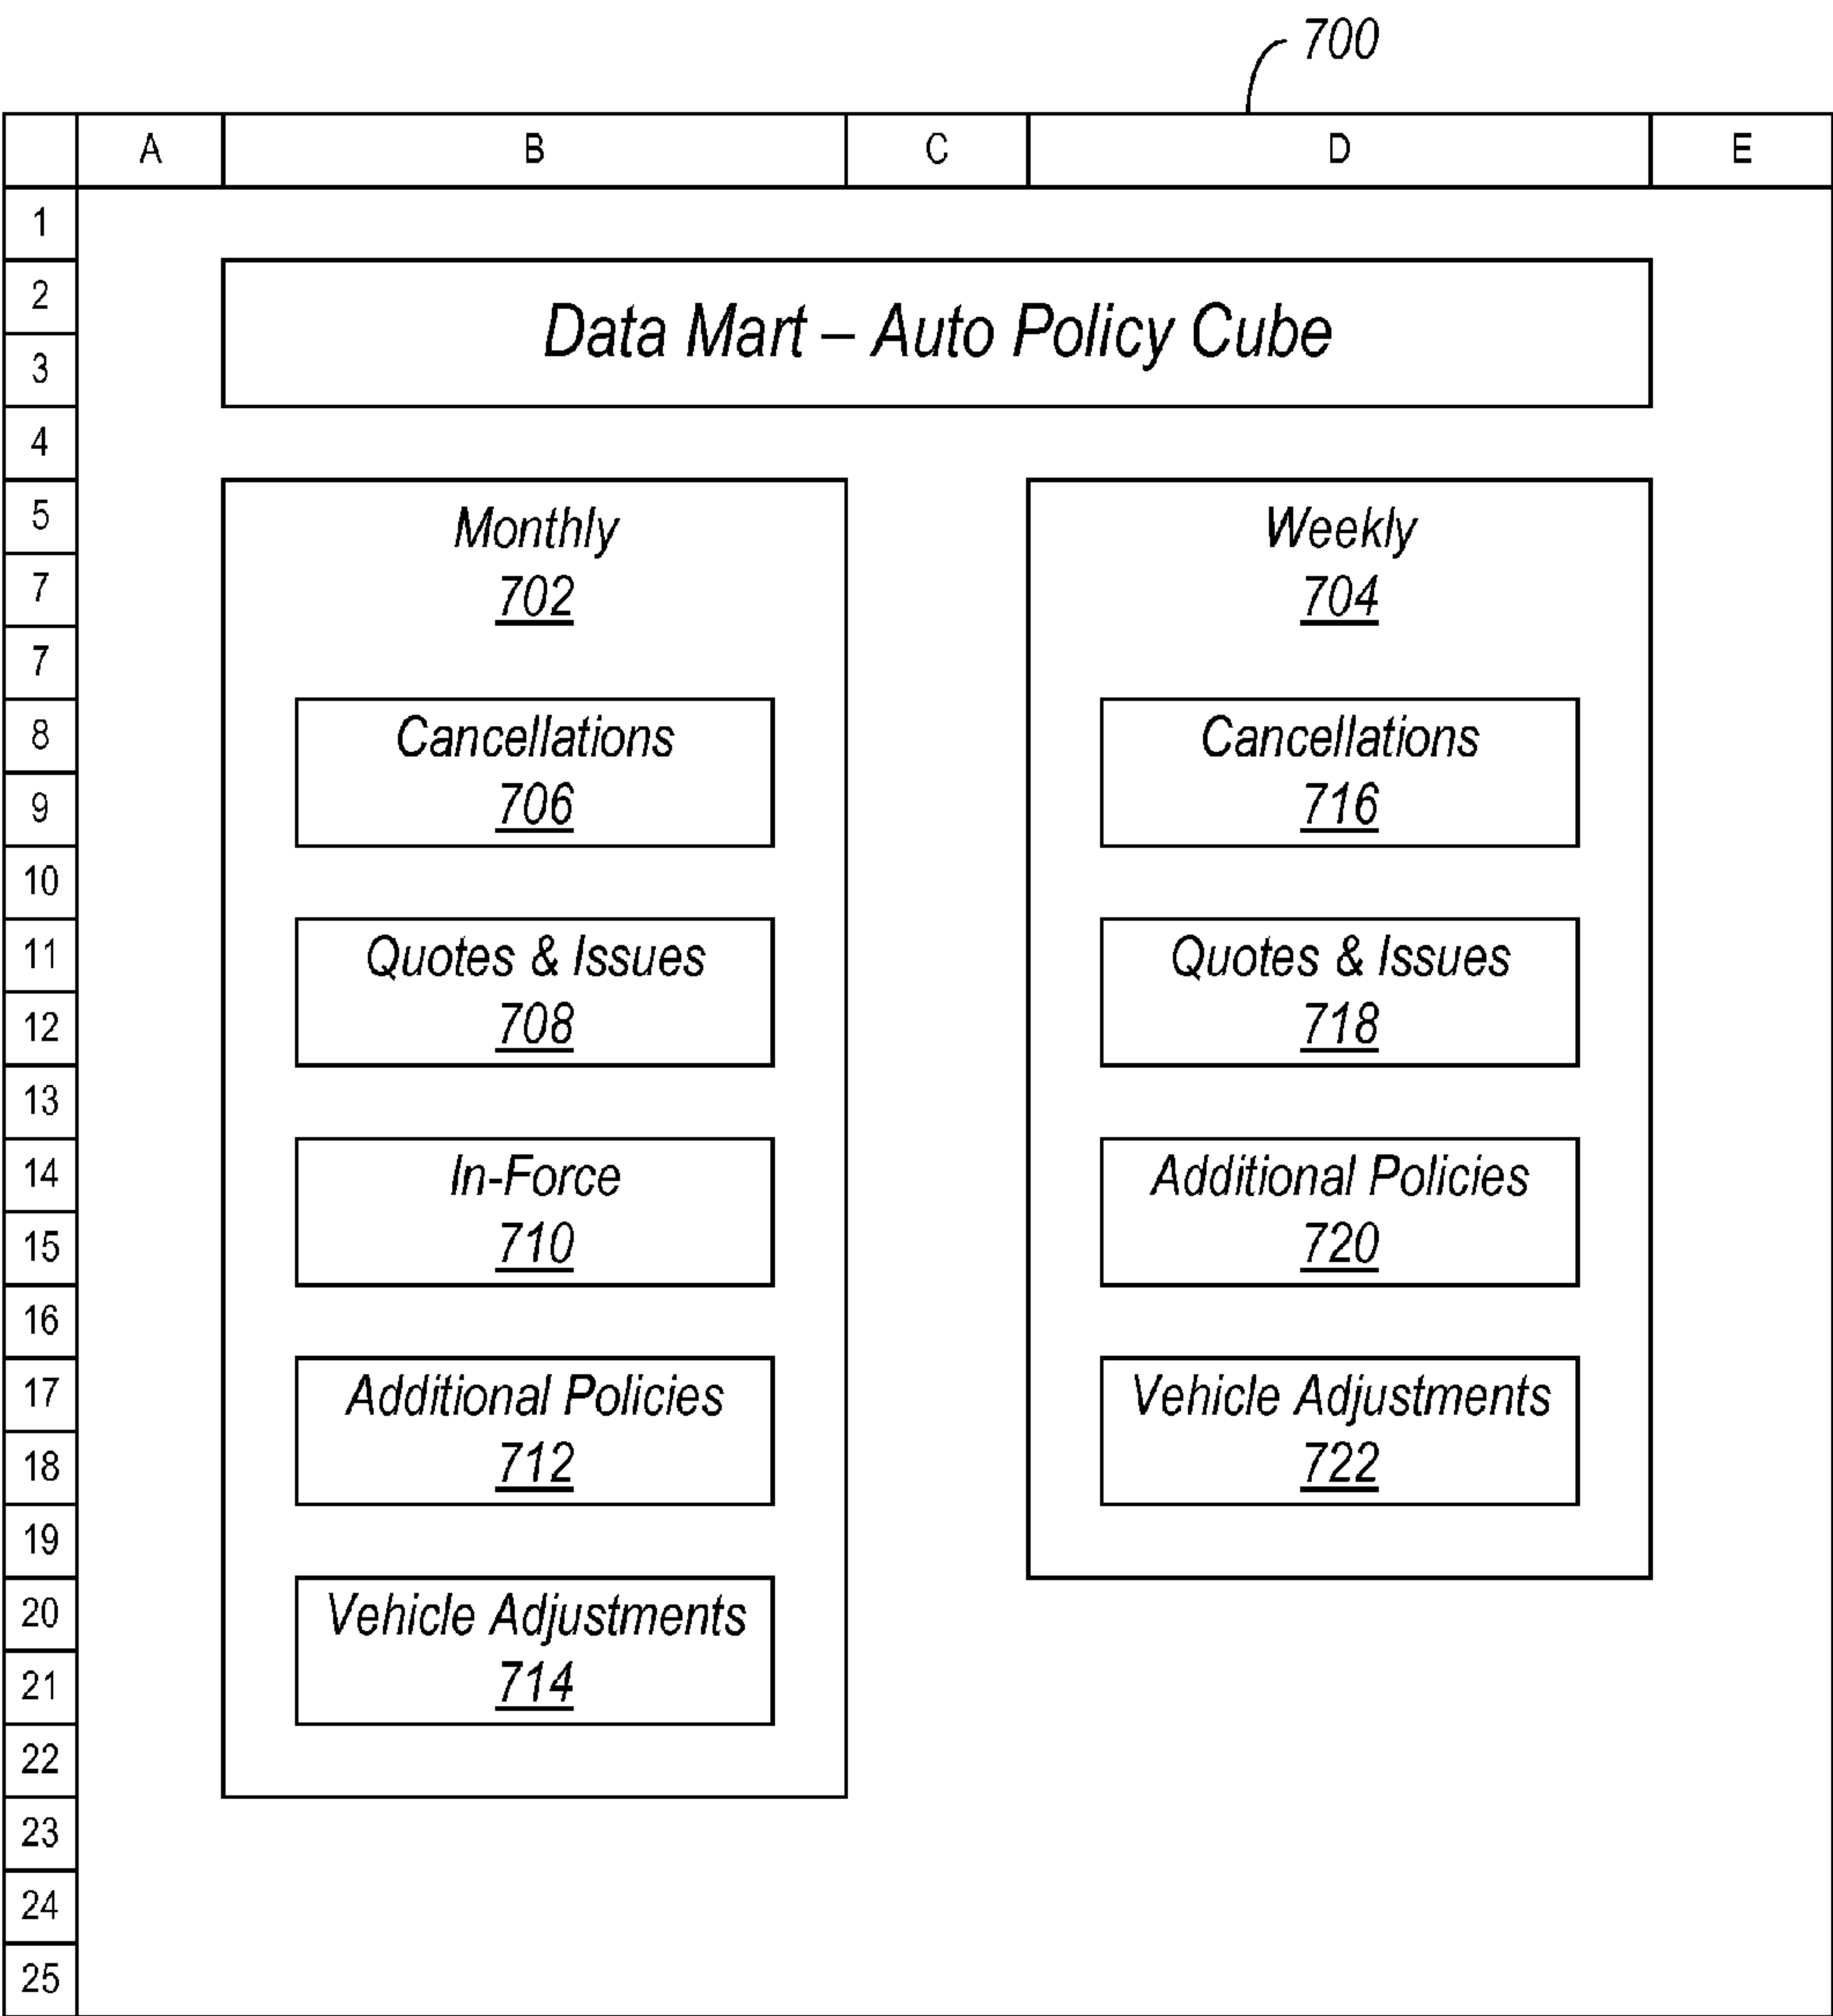 700
A B C D E
1
2
Data Mart – Auto Policy Cube
3
4
5 Monthly Weekly
7 702 704
7
8 Cancellations Cancellations
9 706 716
10
11 Quotes & Issues Quotes & Issues
12 708 718
13
14 In-Force Additional Policies
15 710 720
16
17 Additional Policies Vehicle Adjustments
18 712 722
19
20 Vehicle Adjustments
21 714
22
23
24
25